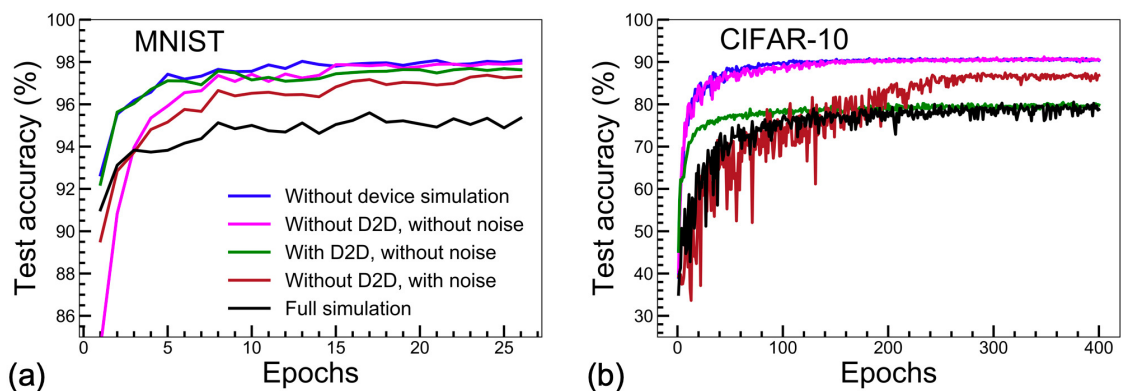 MNIST
Test accuracy (%)
100
98
96
94
92
90
88
86
Without device simulation
Without D2D, without noise
With D2D, without noise
Without D2D, with noise
Full simulation
0 5 10 15 20 25
Epochs
(a)
CIFAR-10
Test accuracy (%)
100
90
80
70
60
50
40
30
0 100 200 300 400
Epochs
(b)